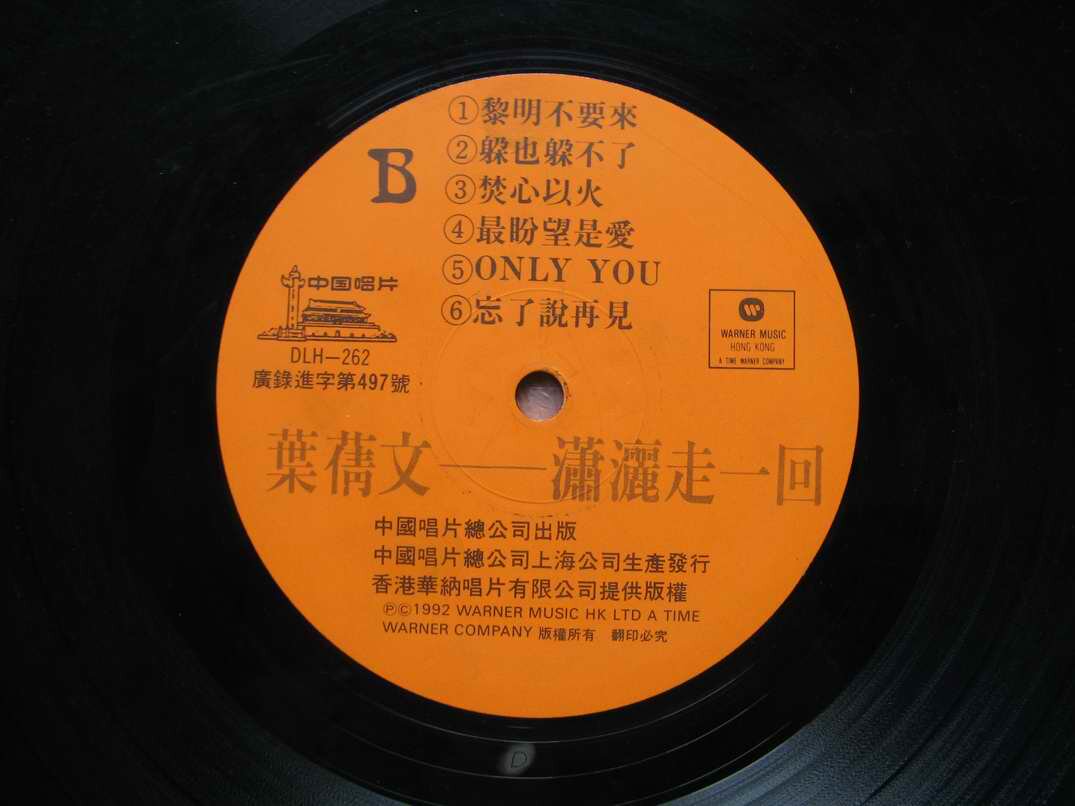 ①黎明不要來
②躲也躲不了
③焚心以火
④最盼望是愛
⑤ONLY YOU
⑥忘了說再見
B
中国唱片
DLH—262
廣錄進字第497號
WARNER MUSIC
HONG KONG
A TIME WARNER COMPANY
葉蒨文——瀟灑走一回
中國唱片總公司出版
中國唱片總公司上海公司生產發行
香港華納唱片有限公司提供版權
ⓅⒸ1992 WARNER MUSIC HK LTD A TIME
WARNER COMPANY 版權所有 翻印必究
D